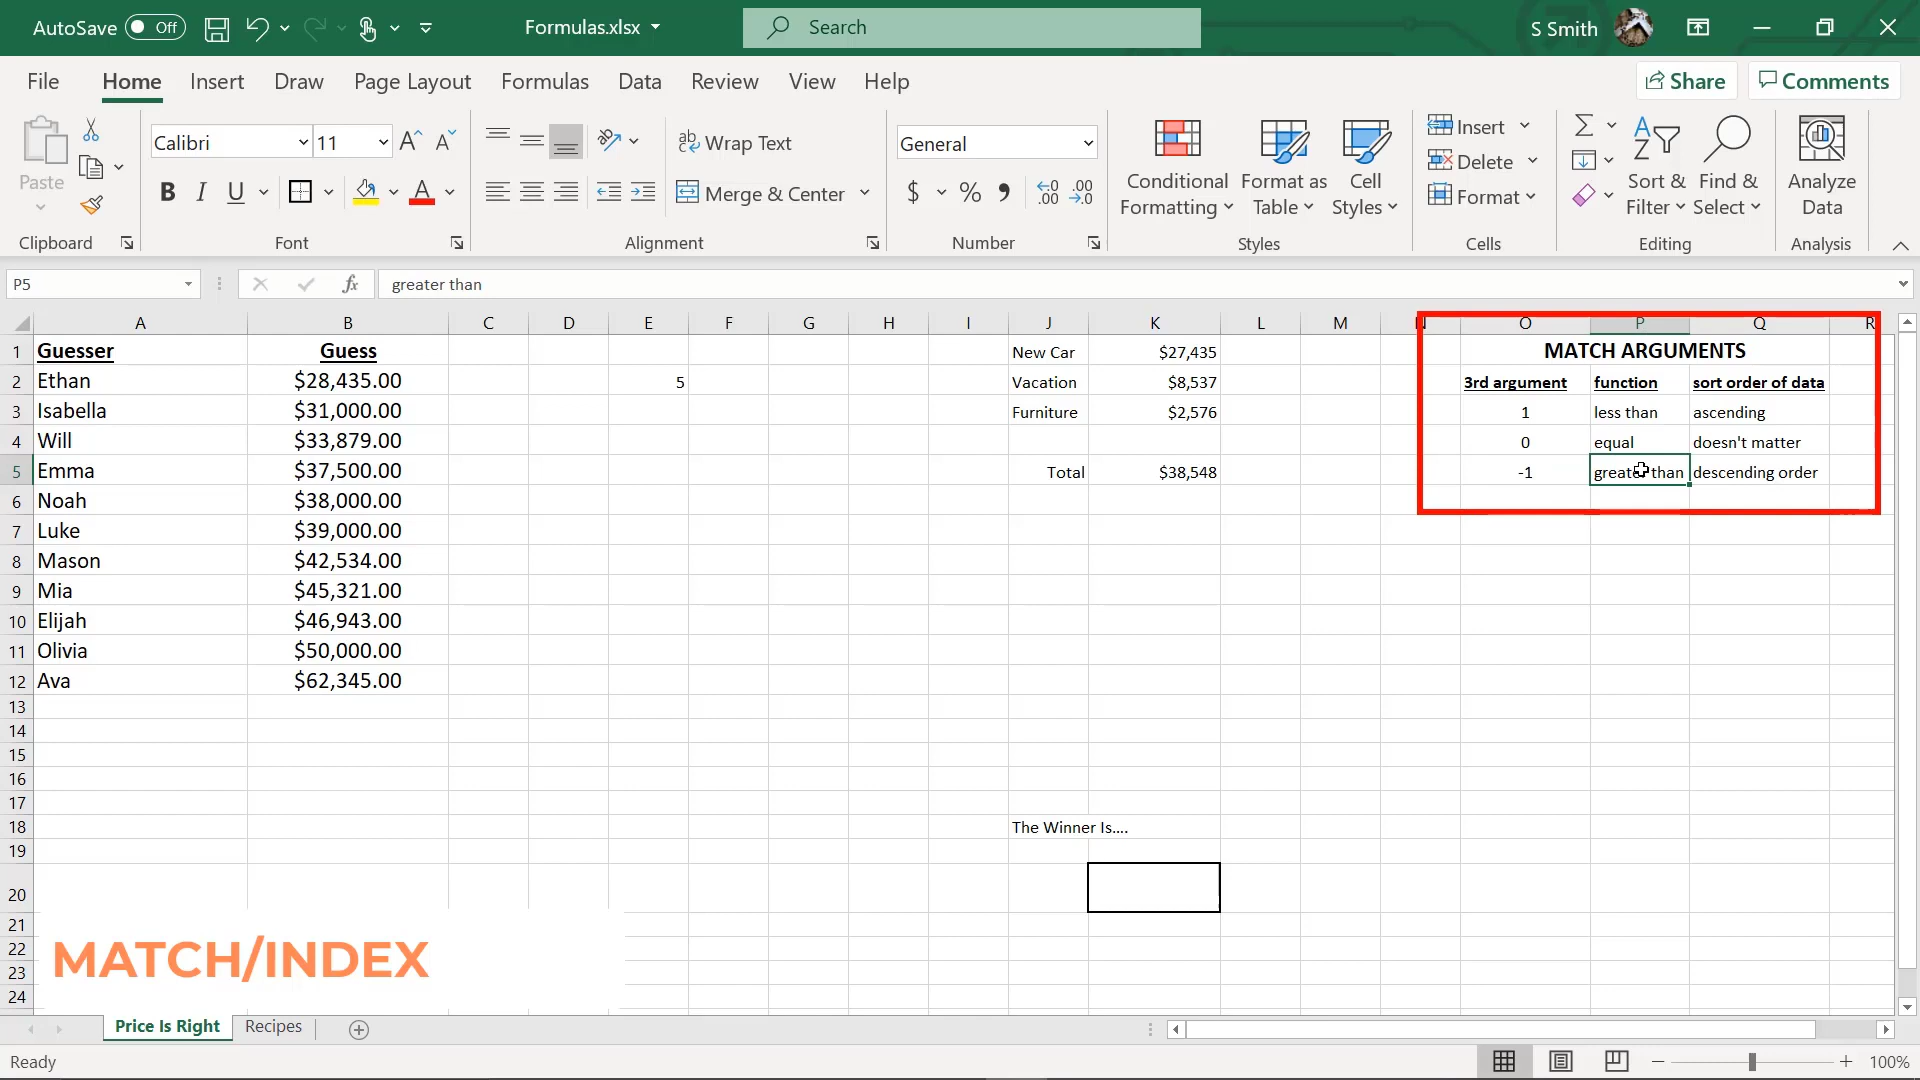 AutoSave Off
Formulas.xlsx
Search
S Smith
File Home Insert Draw Page Layout Formulas Data Review View Help
Share Comments
Paste
Clipboard
Calibri 11
B I U
Font
ab Wrap Text
Merge & Center
Alignment
General
$ % , .00 .00
Number
Conditional Formatting
Format as Table
Cell Styles
Styles
Insert
Delete
Format
Cells
Sort & Filter
Find & Select
Editing
Analyze Data
Analysis
P5 fx greater than
A B C D E F G H I J K L M N O P Q R
1 Guesser Guess New Car $27,435 MATCH ARGUMENTS
2 Ethan $28,435.00 5 Vacation $8,537 3rd argument function sort order of data
3 Isabella $31,000.00 Furniture $2,576 1 less than ascending
4 Will $33,879.00 0 equal doesn't matter
5 Emma $37,500.00 Total $38,548 -1 greater than descending order
6 Noah $38,000.00
7 Luke $39,000.00
8 Mason $42,534.00
9 Mia $45,321.00
10 Elijah $46,943.00
11 Olivia $50,000.00
12 Ava $62,345.00
13
14
15
16
17
18 The Winner Is....
19
20
21
22
23
24
MATCH/INDEX
Price Is Right Recipes
Ready
100%